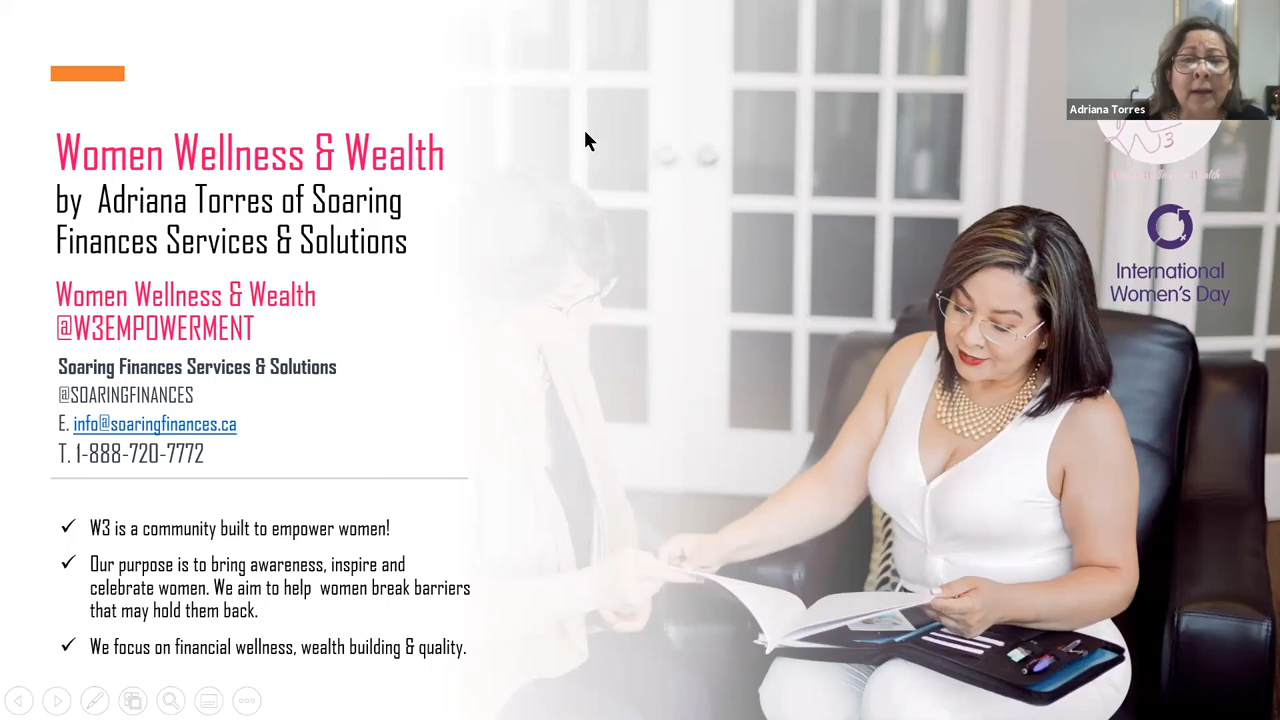 Women Wellness & Wealth
by Adriana Torres of Soaring
Finances Services & Solutions
Women Wellness & Wealth
@W3EMPOWERMENT
Soaring Finances Services & Solutions
@SOARINGFINANCES
E. info@soaringfinances.ca
T. 1-888-720-7772
✓ W3 is a community built to empower women!
✓ Our purpose is to bring awareness, inspire and
celebrate women. We aim to help women break barriers
that may hold them back.
✓ We focus on financial wellness, wealth building & quality.
Adriana Torres
International
Women's Day